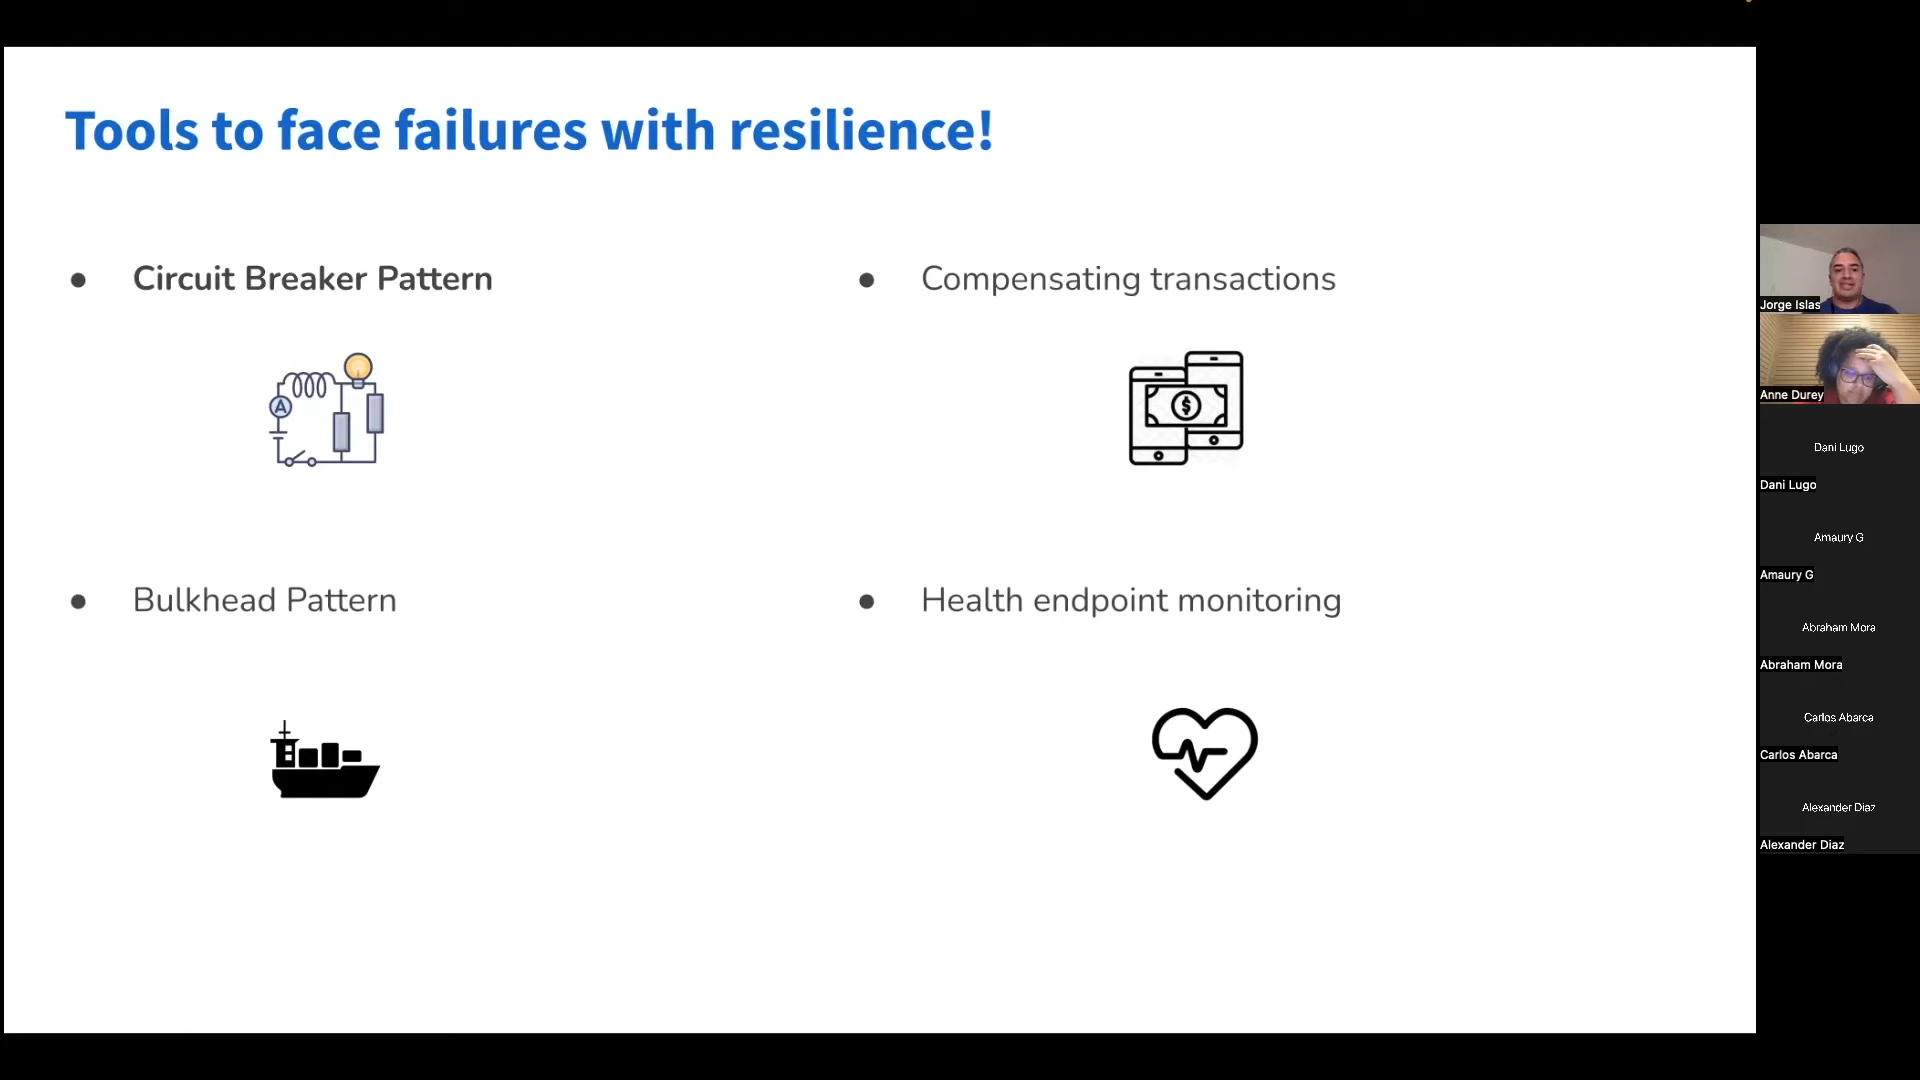 Tools to face failures with resilience!
● Circuit Breaker Pattern
● Compensating transactions
A
$
● Bulkhead Pattern
● Health endpoint monitoring
Jorge Islas
Anne Durey
Dani Lugo
Dani Lugo
Amaury G
Amaury G
Abraham Mora
Abraham Mora
Carlos Abarca
Carlos Abarca
Alexander Diaz
Alexander Diaz